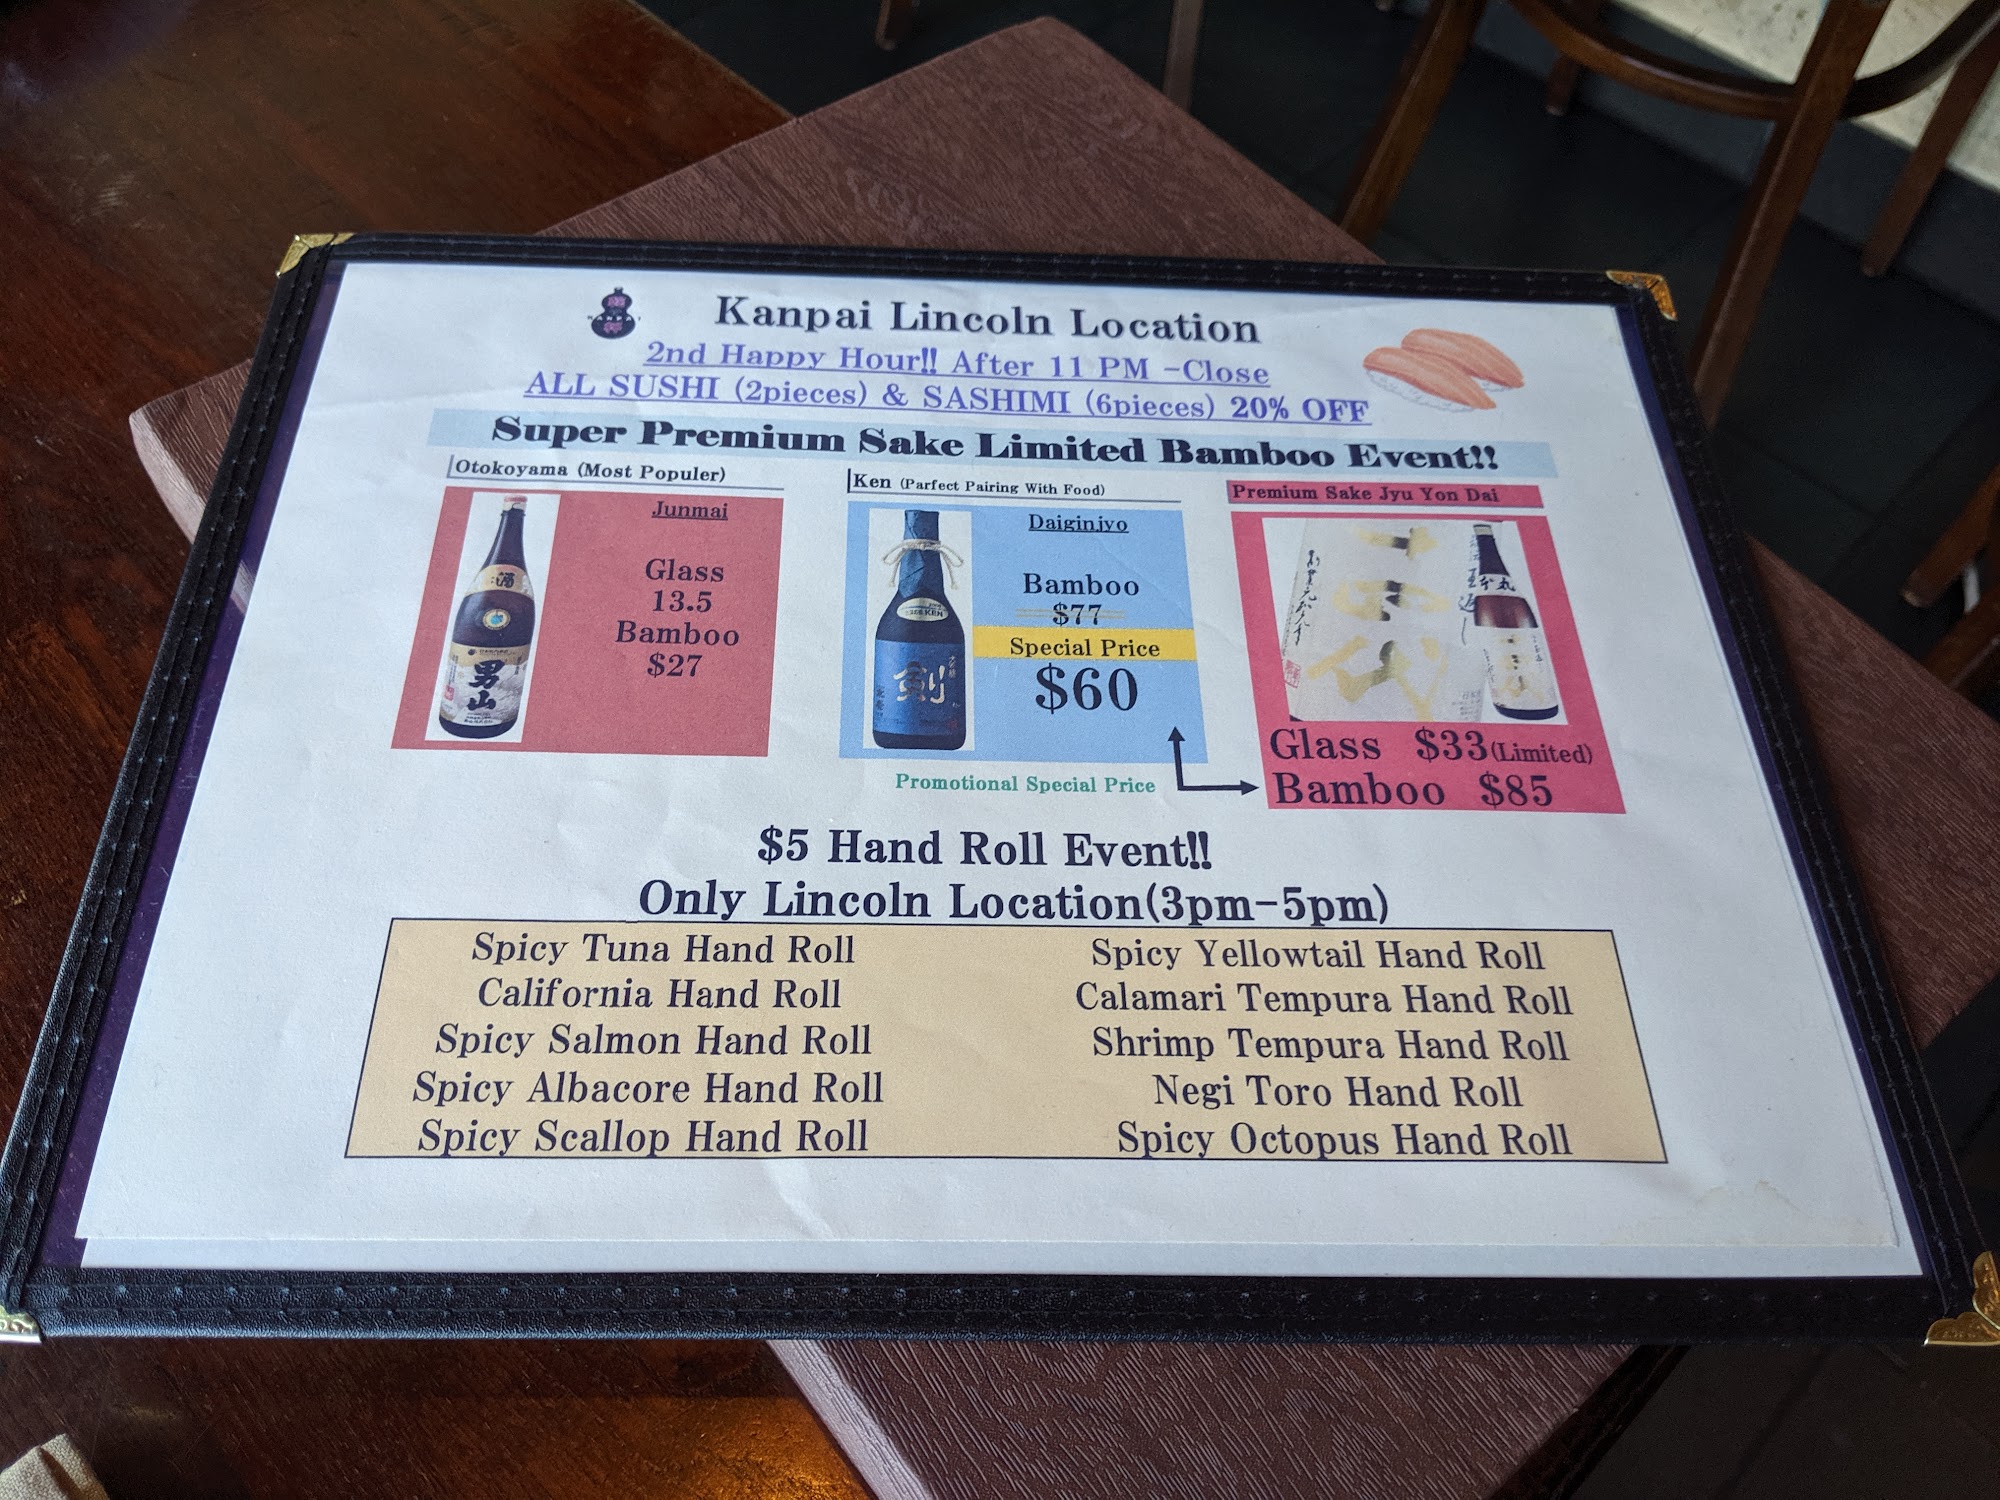 Kanpai Lincoln Location
2nd Happy Hour!! After 11 PM -Close
ALL SUSHI (2pieces) & SASHIMI (6pieces) 20% OFF
Super Premium Sake Limited Bamboo Event!!
Otokoyama (Most Populer)
Junmai
Glass
13.5
Bamboo
$27
酒
男山
Ken (Parfect Pairing With Food)
Daiginjyo
Bamboo
$77
Special Price
$60
KEN
剣
Promotional Special Price
Premium Sake Jyu Yon Dai
十四代
Glass $33(Limited)
Bamboo $85
$5 Hand Roll Event!!
Only Lincoln Location(3pm-5pm)
Spicy Tuna Hand Roll
California Hand Roll
Spicy Salmon Hand Roll
Spicy Albacore Hand Roll
Spicy Scallop Hand Roll
Spicy Yellowtail Hand Roll
Calamari Tempura Hand Roll
Shrimp Tempura Hand Roll
Negi Toro Hand Roll
Spicy Octopus Hand Roll